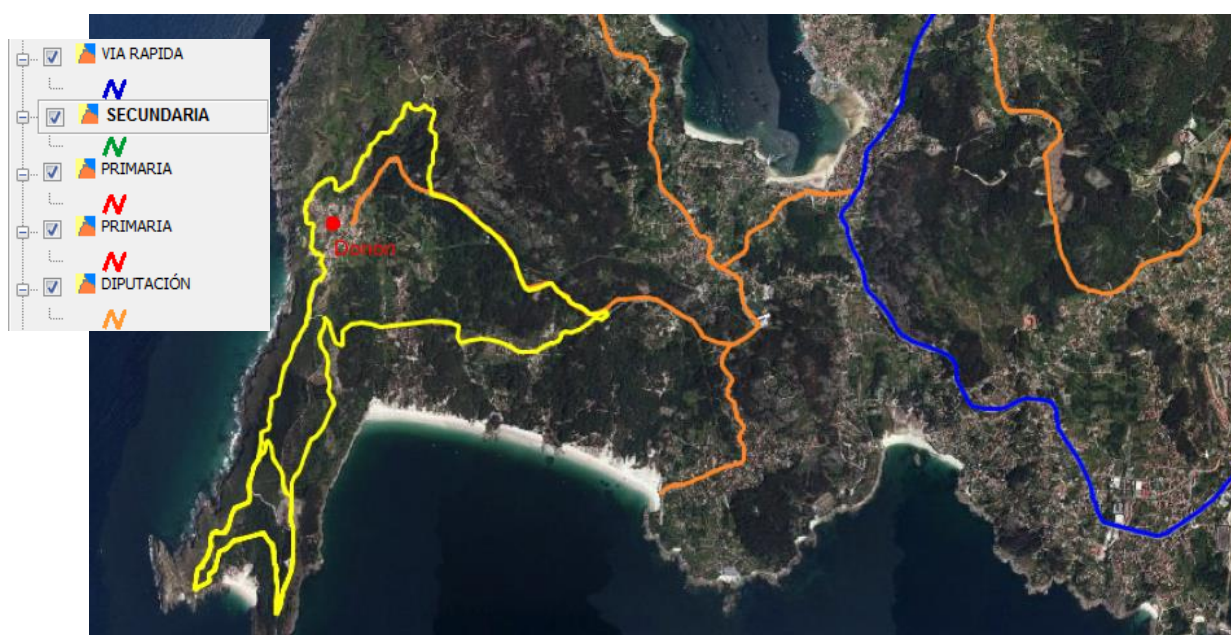 VIA RAPIDA
SECUNDARIA
PRIMARIA
PRIMARIA
DIPUTACIÓN
Donón